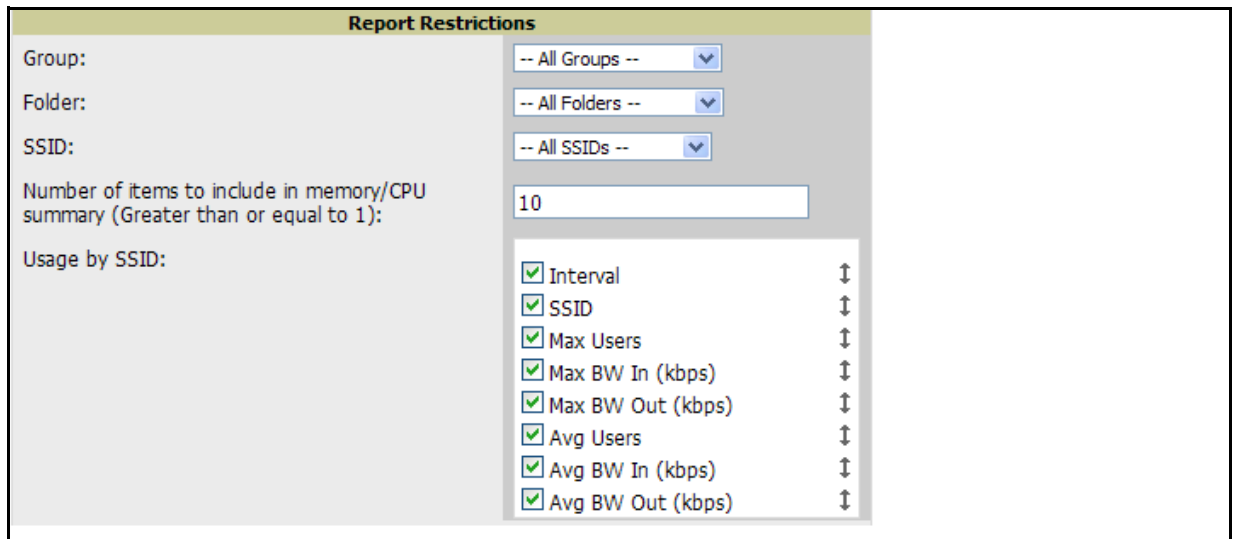 Report Restrictions
Group:
-- All Groups --
Folder:
-- All Folders --
SSID:
-- All SSIDs --
Number of items to include in memory/CPU
summary (Greater than or equal to 1):
10
Usage by SSID:
Interval
SSID
Max Users
Max BW In (kbps)
Max BW Out (kbps)
Avg Users
Avg BW In (kbps)
Avg BW Out (kbps)